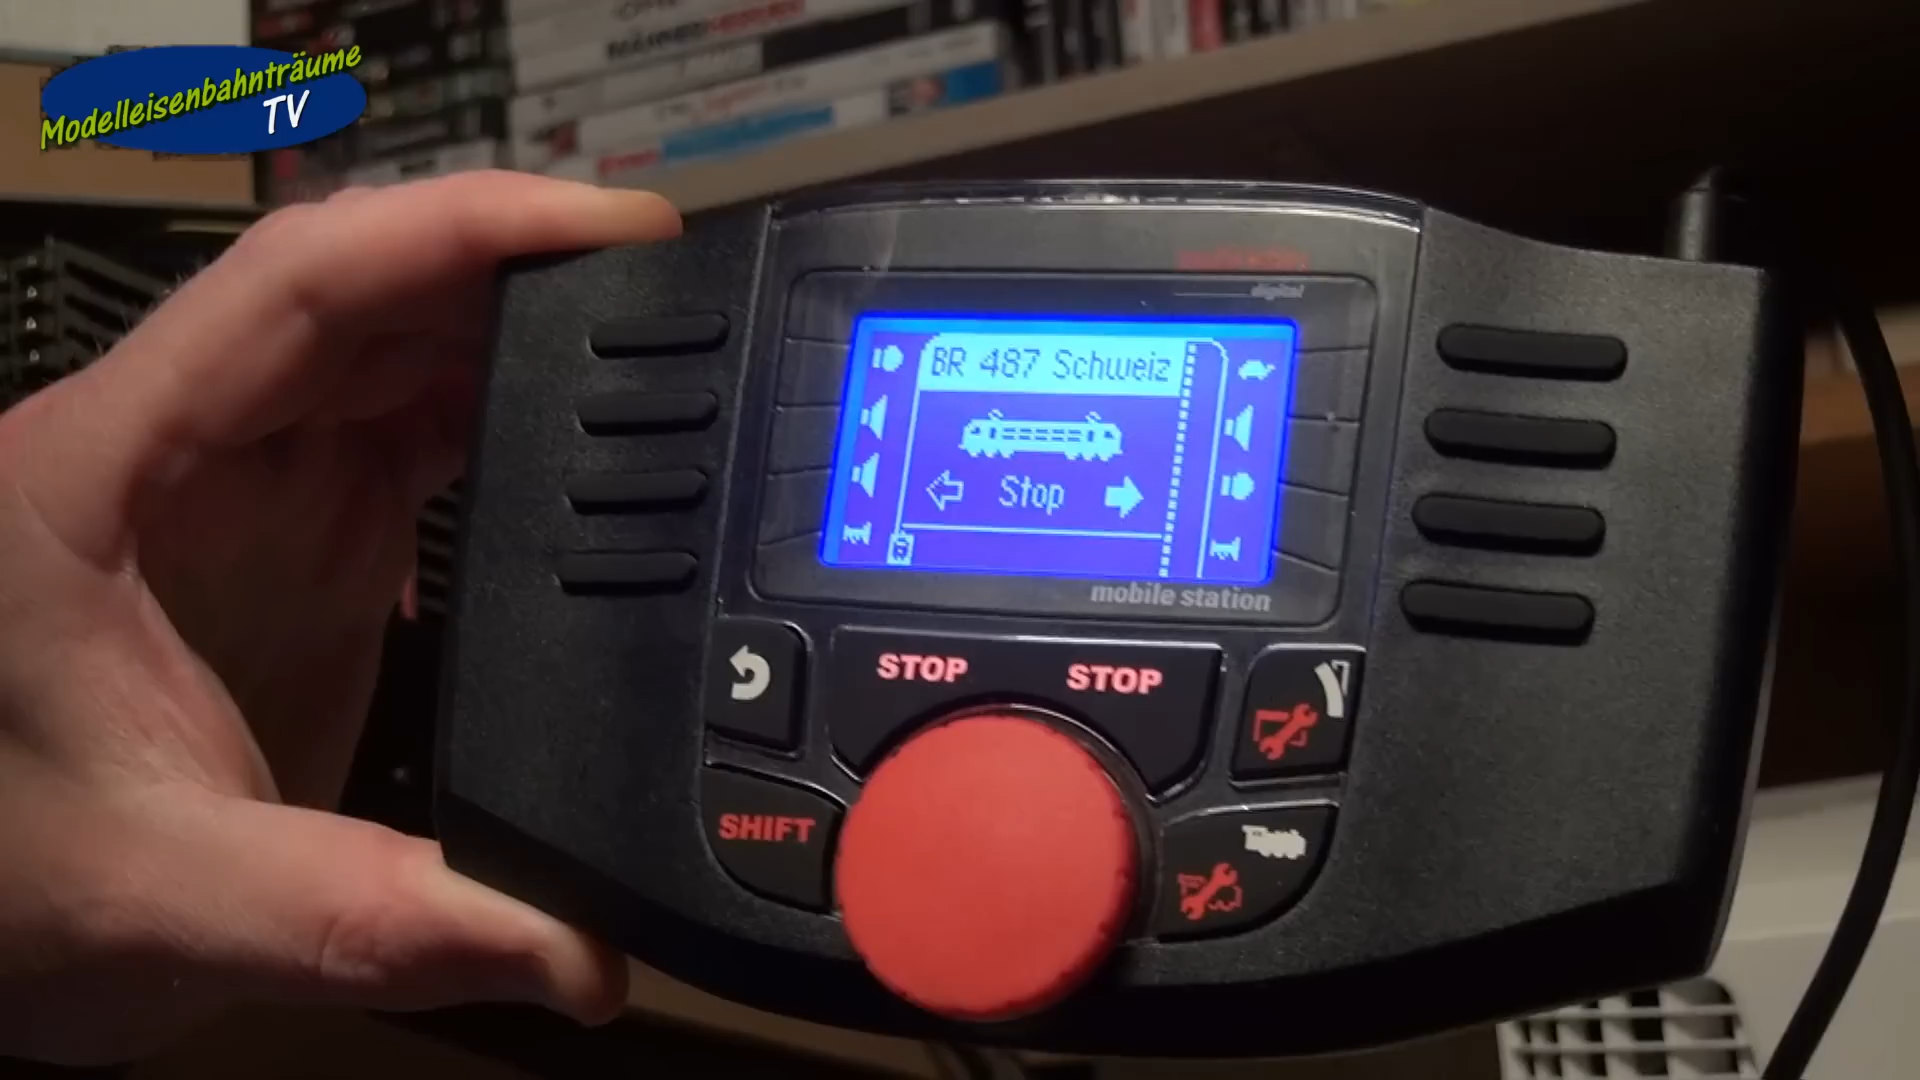 Modelleisenbahnträume
TV
digital
BR 487 Schweiz
Stop
mobile station
STOP STOP
SHIFT